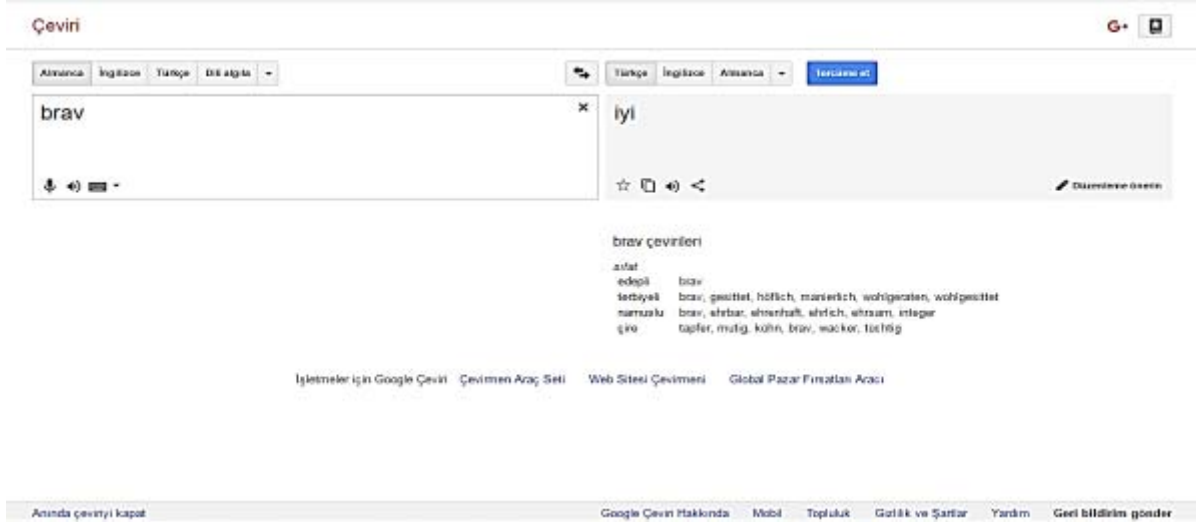 Çeviri G+
Almanca İngilizce Türkçe Dili algıla Türkçe İngilizce Almanca Tercüme et
brav iyi
Düzenleme önerin
brav çevirileri
sıfat
edepli brav
terbiyeli brav, gesittet, höflich, manierlich, wohlgeraten, wohlgesittet
namuslu brav, ehrbar, ehrenhaft, ehrlich, ehrsam, integer
tapfer, mutig, kühn, brav, wacker, tüchtig
İşletmeler için Google Çeviri Çevirmen Araç Seti Web Sitesi Çevirmeni Global Pazar Fırsatları Aracı
Anında çeviriyi kapat Google Çeviri Hakkında Mobil Topluluk Gizlilik ve Şartlar Yardım Geri bildirim gönder